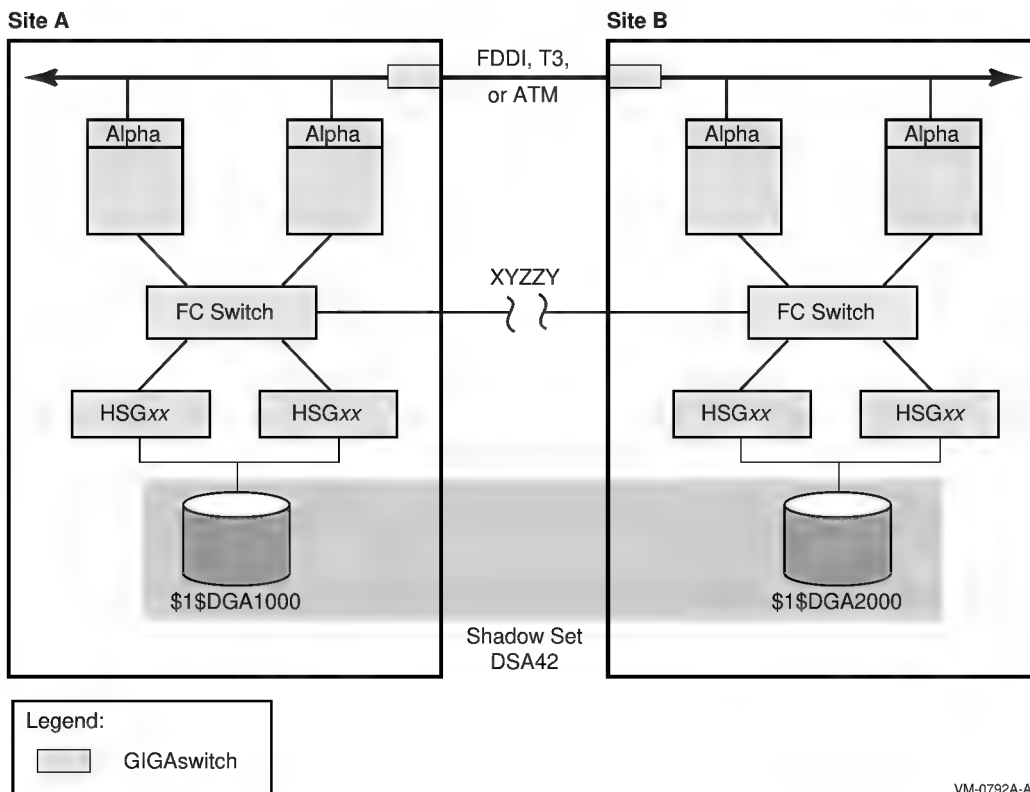 Site A
Site B
FDDI, T3,
or ATM
Alpha
Alpha
Alpha
Alpha
XYZZY
FC Switch
FC Switch
HSGxx
HSGxx
HSGxx
HSGxx
$1$DGA1000
$1$DGA2000
Shadow Set
DSA42
Legend:
GIGAswitch
VM-0792A-A